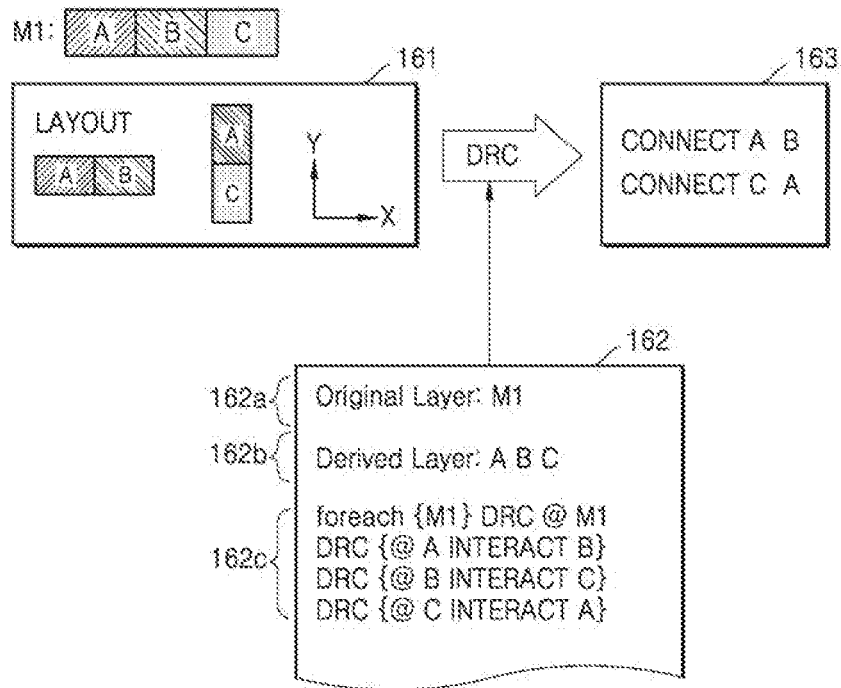 M1: A B C
161
LAYOUT
A B
A
C
Y
X
DRC
163
CONNECT A B
CONNECT C A
162
162a
Original Layer: M1
162b
Derived Layer: A B C
162c
foreach {M1} DRC @ M1
DRC {@ A INTERACT B}
DRC {@ B INTERACT C}
DRC {@ C INTERACT A}